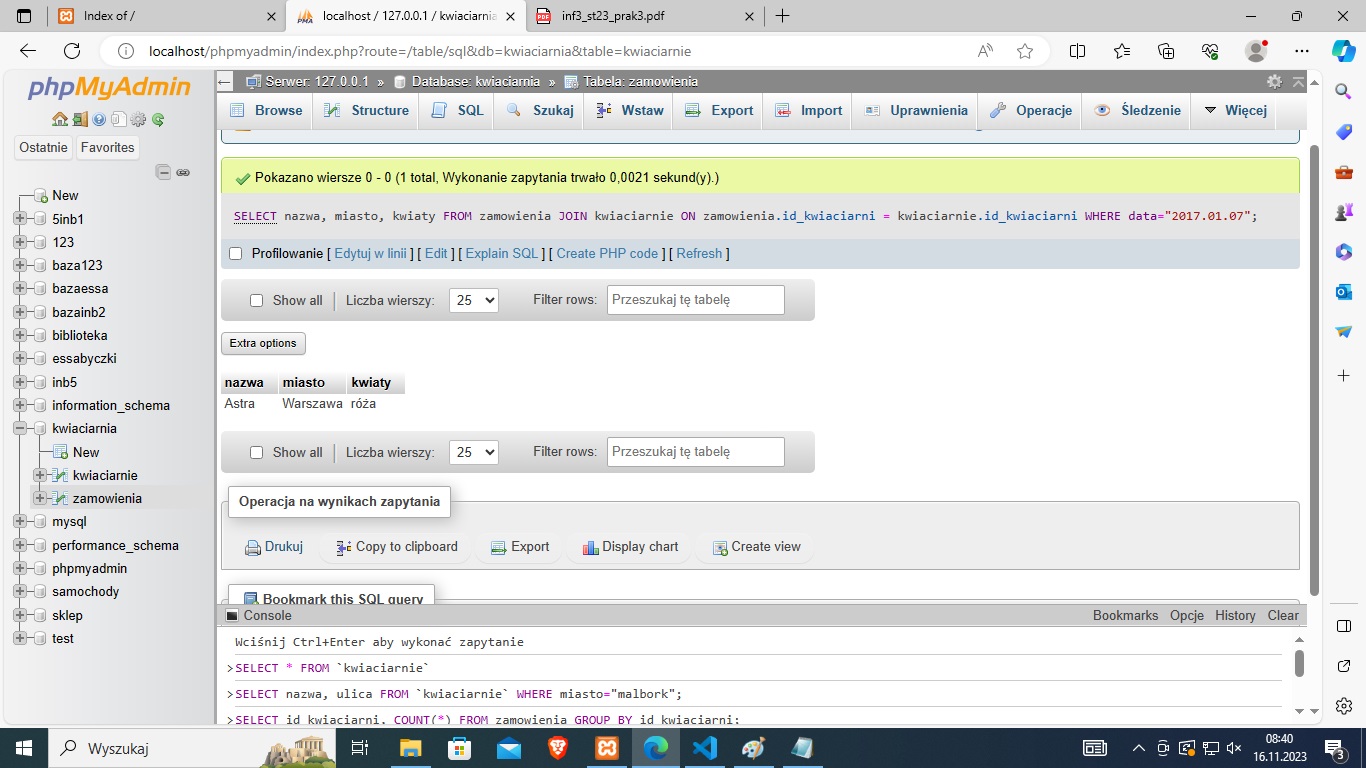 Index of /
localhost / 127.0.0.1 / kwiaciarnia
inf3_st23_prak3.pdf
localhost/phpmyadmin/index.php?route=/table/sql&db=kwiaciarnia&table=kwiaciarnie
phpMyAdmin
Ostatnie Favorites
New
5inb1
123
baza123
bazaessa
bazainb2
biblioteka
essabyczki
inb5
information_schema
kwiaciarnia
New
kwiaciarnie
zamowienia
mysql
performance_schema
phpmyadmin
samochody
sklep
test
Serwer: 127.0.0.1 » Database: kwiaciarnia » Tabela: zamowienia
Browse Structure SQL Szukaj Wstaw Export Import Uprawnienia Operacje Śledzenie Więcej
Pokazano wiersze 0 - 0 (1 total, Wykonanie zapytania trwało 0,0021 sekund(y).)
SELECT nazwa, miasto, kwiaty FROM zamowienia JOIN kwiaciarnie ON zamowienia.id_kwiaciarni = kwiaciarnie.id_kwiaciarni WHERE data="2017.01.07";
Profilowanie [ Edytuj w linii ] [ Edit ] [ Explain SQL ] [ Create PHP code ] [ Refresh ]
Show all Liczba wierszy: 25 Filter rows: Przeszukaj tę tabelę
Extra options
nazwa miasto kwiaty
Astra Warszawa róża
Show all Liczba wierszy: 25 Filter rows: Przeszukaj tę tabelę
Operacja na wynikach zapytania
Drukuj Copy to clipboard Export Display chart Create view
Bookmark this SQL query
Console Bookmarks Opcje History Clear
Wciśnij Ctrl+Enter aby wykonać zapytanie
>SELECT * FROM `kwiaciarnie`
>SELECT nazwa, ulica FROM `kwiaciarnie` WHERE miasto="malbork";
>SELECT id_kwiaciarni, COUNT(*) FROM zamowienia GROUP BY id_kwiaciarni;
Wyszukaj
08:40
16.11.2023
3